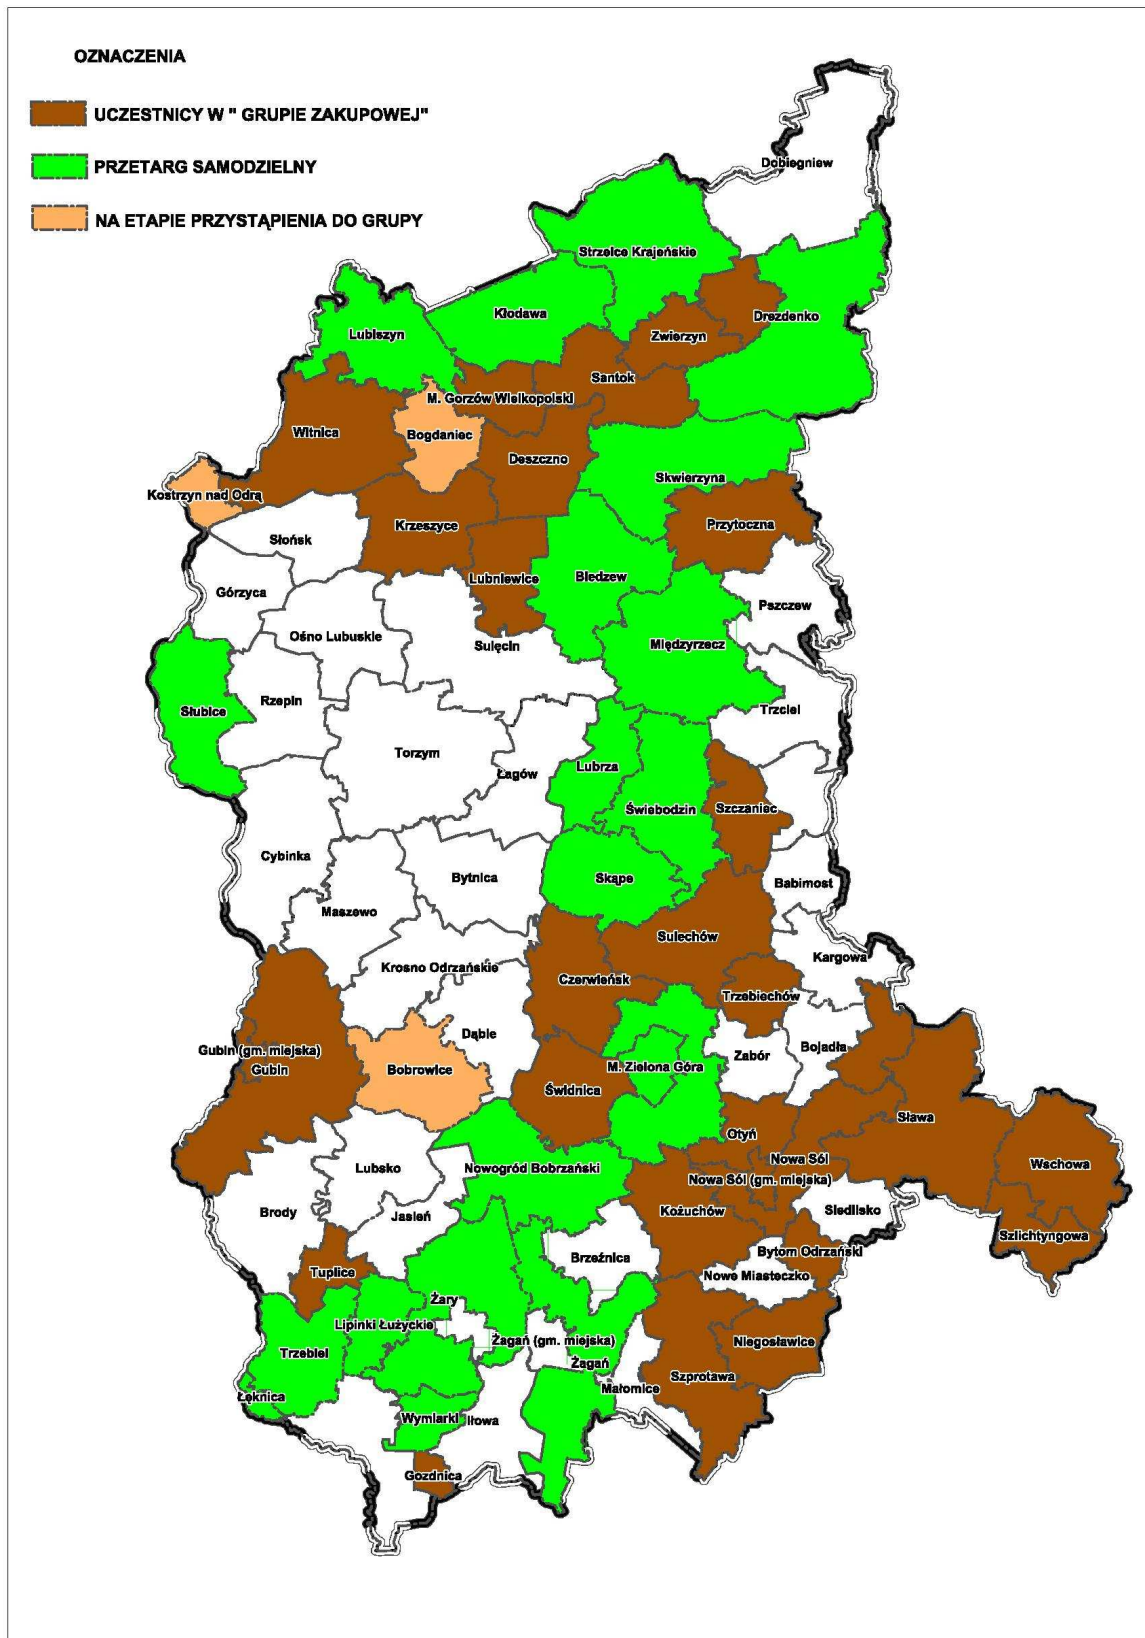 OZNACZENIA
UCZESTNICY W " GRUPIE ZAKUPOWEJ"
PRZETARG SAMODZIELNY
NA ETAPIE PRZYSTĄPIENIA DO GRUPY
Dobiegniew
Strzelce Krajeńskie
Kłodawa
Drezdenko
Lubiszyn
Zwierzyn
Santok
M. Gorzów Wielkopolski
Witnica
Bogdaniec
Deszczno
Skwierzyna
Kostrzyn nad Odrą
Krzeszyce
Przytoczna
Słońsk
Lubniewice
Bledzew
Górzyca
Pszczew
Ośno Lubuskie
Sulęcin
Międzyrzecz
Rzepin
Słubice
Trzciel
Torzym
Łagów
Lubrza
Świebodzin
Szczaniec
Cybinka
Bytnica
Skąpe
Babimost
Maszewo
Sulechów
Krosno Odrzańskie
Czerwieńsk
Kargowa
Trzebiechów
Dąbie
Gubin (gm. miejska)
Gubin
Bobrowice
M. Zielona Góra
Zabór
Bojadła
Świdnica
Sława
Otyń
Nowa Sól
Lubsko
Nowogród Bobrzański
Nowa Sól (gm. miejska)
Wschowa
Brody
Jasień
Kożuchów
Siedlisko
Szlichtyngowa
Tuplice
Brzeźnica
Bytom Odrzański
Nowe Miasteczko
Żary
Lipinki Łużyckie
Żagań (gm. miejska)
Niegosławice
Trzebiel
Żagań
Szprotawa
Małomice
Łęknica
Wymiarki
Iłowa
Gozdnica